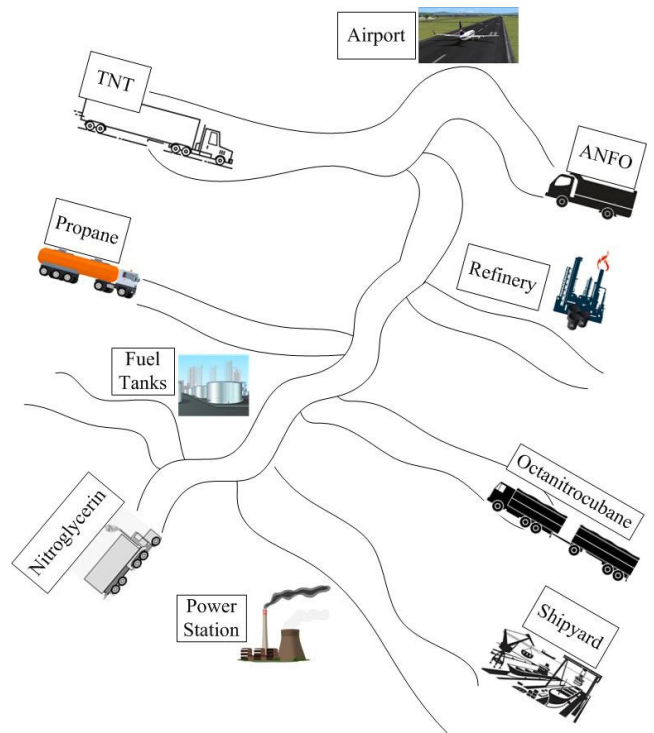 Airport
TNT
ANFO
Propane
Refinery
Fuel
Tanks
Octanitrocubane
Nitroglycerin
Power
Station
Shipyard